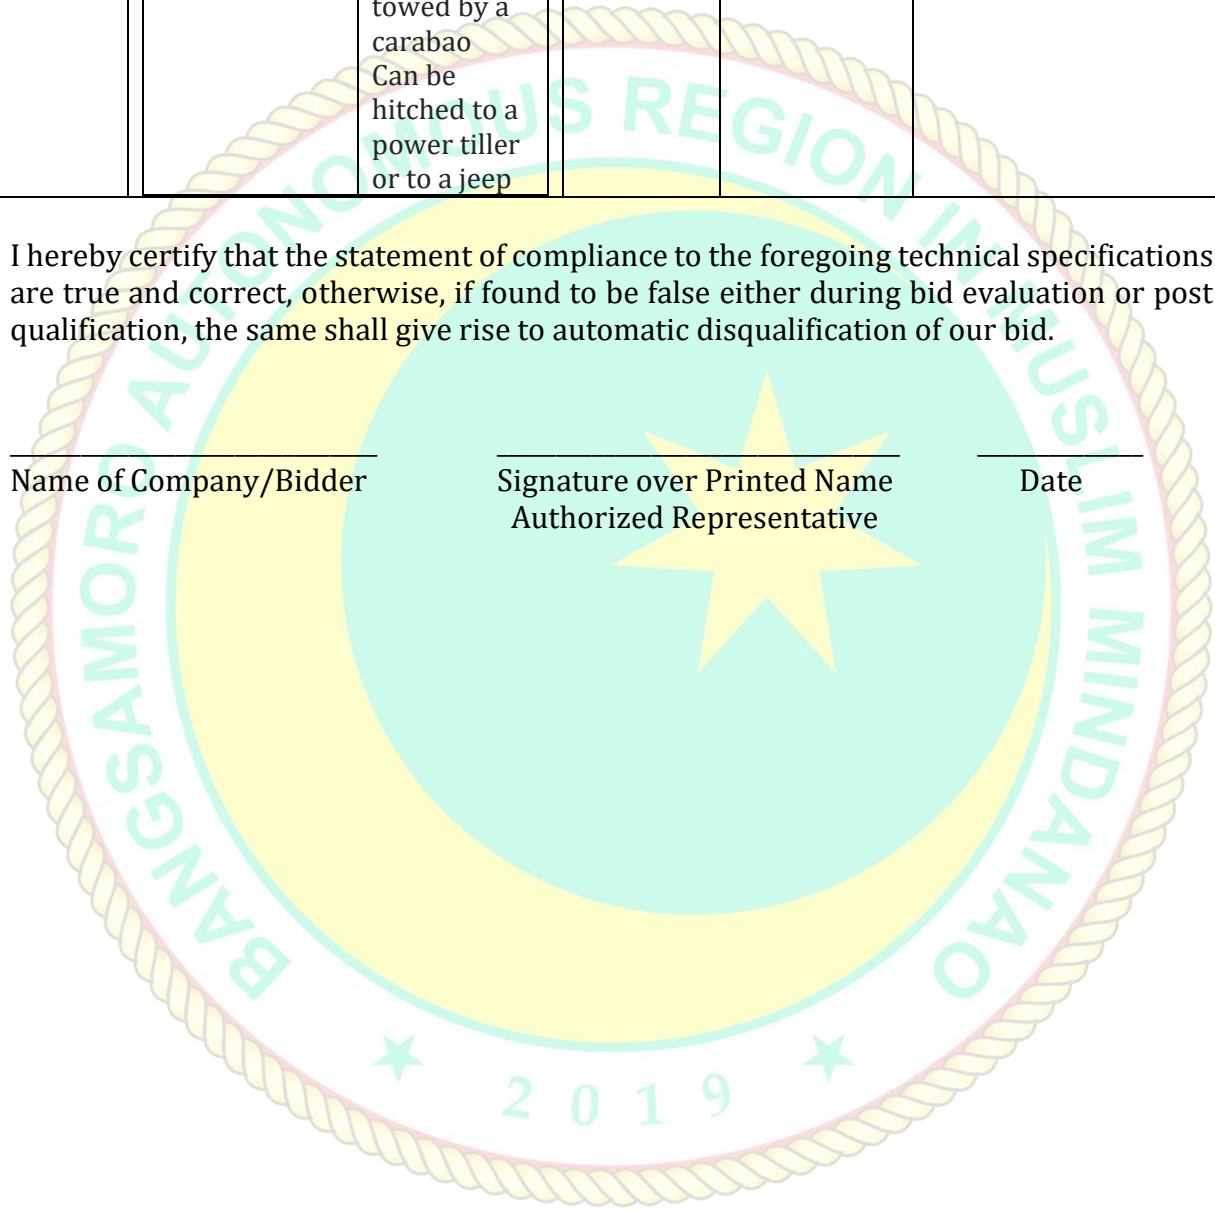 towed by a
carabao
Can be
hitched to a
power tiller
or to a jeep
I hereby certify that the statement of compliance to the foregoing technical specifications
are true and correct, otherwise, if found to be false either during bid evaluation or post
qualification, the same shall give rise to automatic disqualification of our bid.
Name of Company/Bidder Signature over Printed Name Date
Authorized Representative
BANGSAMORO AUTONOMOUS REGION IN MUSLIM MINDANAO
2019